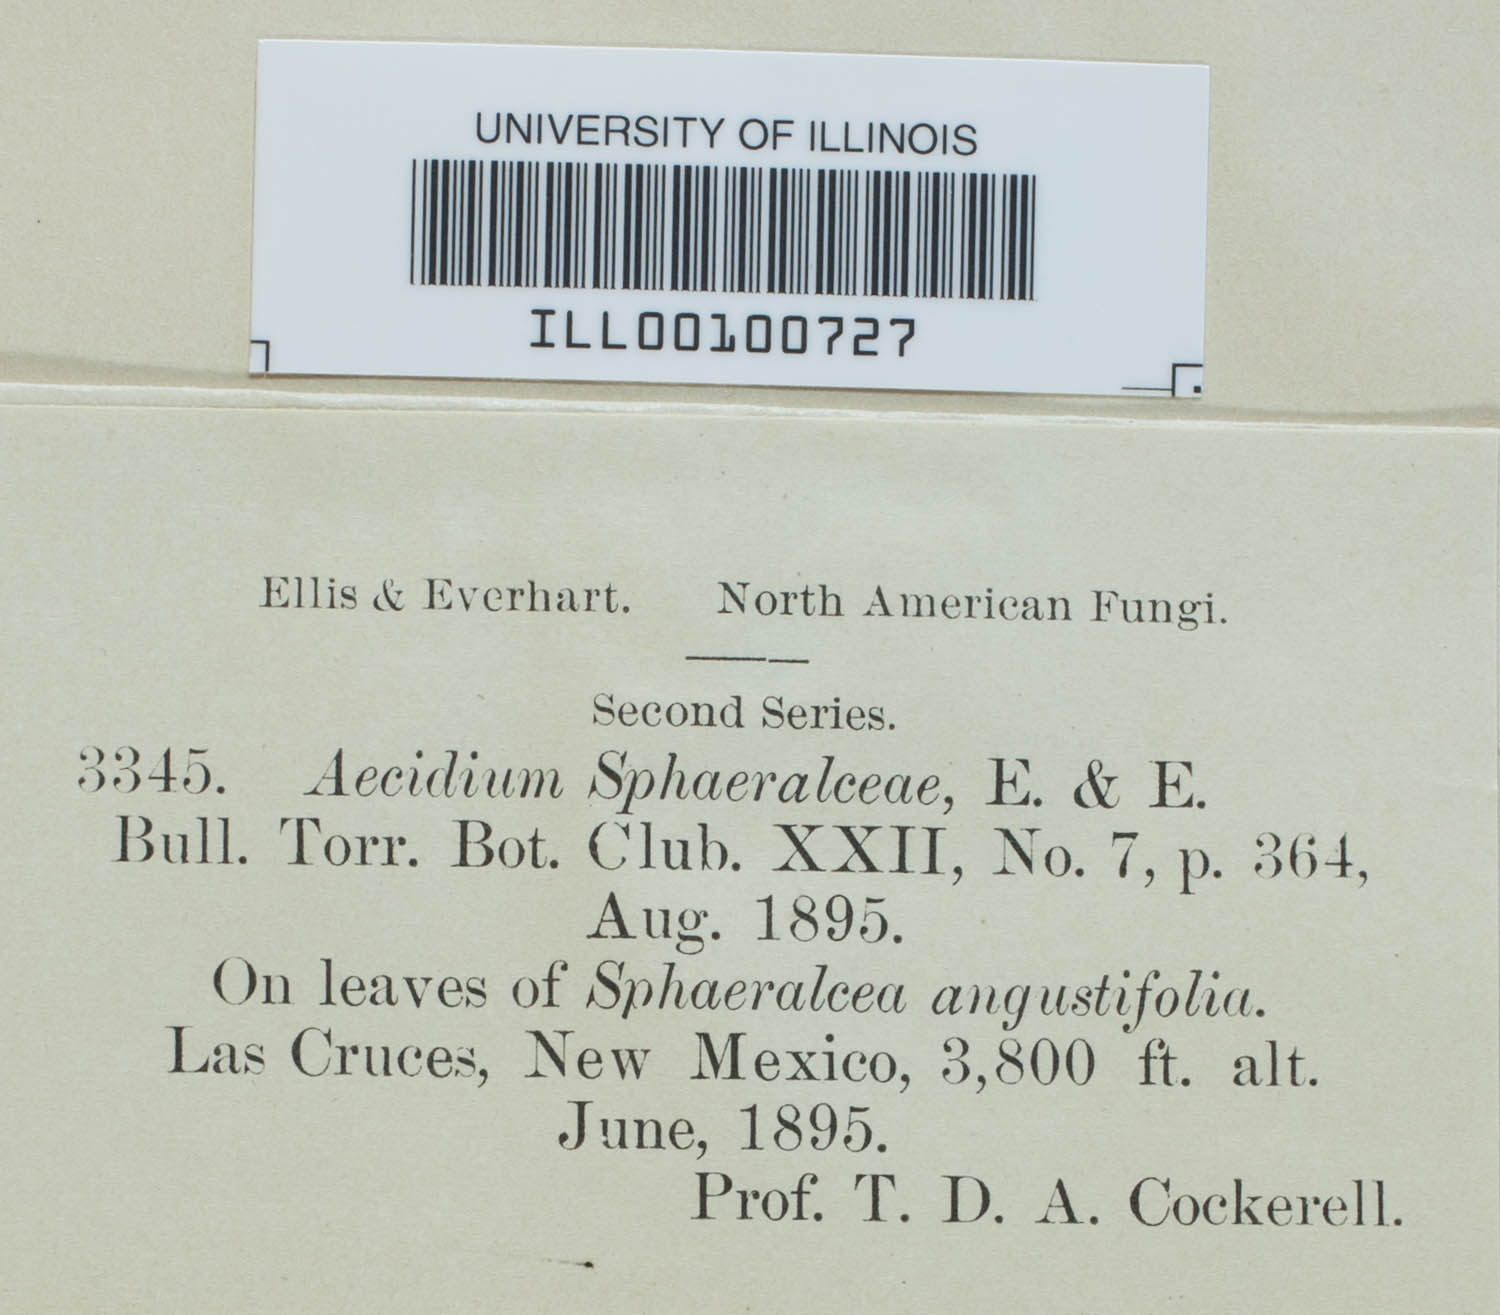 UNIVERSITY OF ILLINOIS
ILL00100727
Ellis & Everhart. North American Fungi.
Second Series.
3345. Aecidium Sphaeralceae, E. & E.
Bull. Torr. Bot. Club. XXII, No. 7, p. 364,
Aug. 1895.
On leaves of Sphaeralcea angustifolia.
Las Cruces, New Mexico, 3,800 ft. alt.
June, 1895.
Prof. T. D. A. Cockerell.